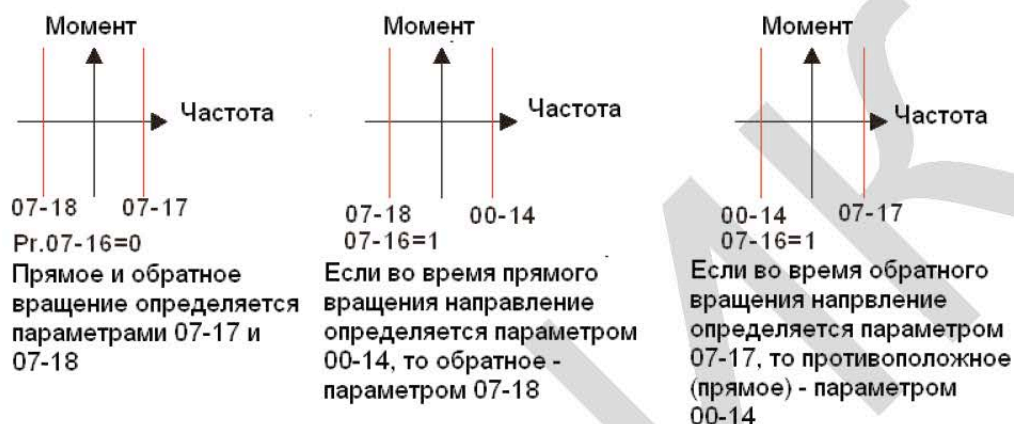 Момент
Частота
07-18 07-17
Pr.07-16=0
Прямое и обратное
вращение определяется
параметрами 07-17 и
07-18
Момент
Частота
07-18 00-14
07-16=1
Если во время прямого
вращения направление
определяется параметром
00-14, то обратное -
параметром 07-18
Момент
Частота
00-14 07-17
07-16=1
Если во время обратного
вращения напрвление
определяется параметром
07-17, то противоположное
(прямое) - параметром
00-14